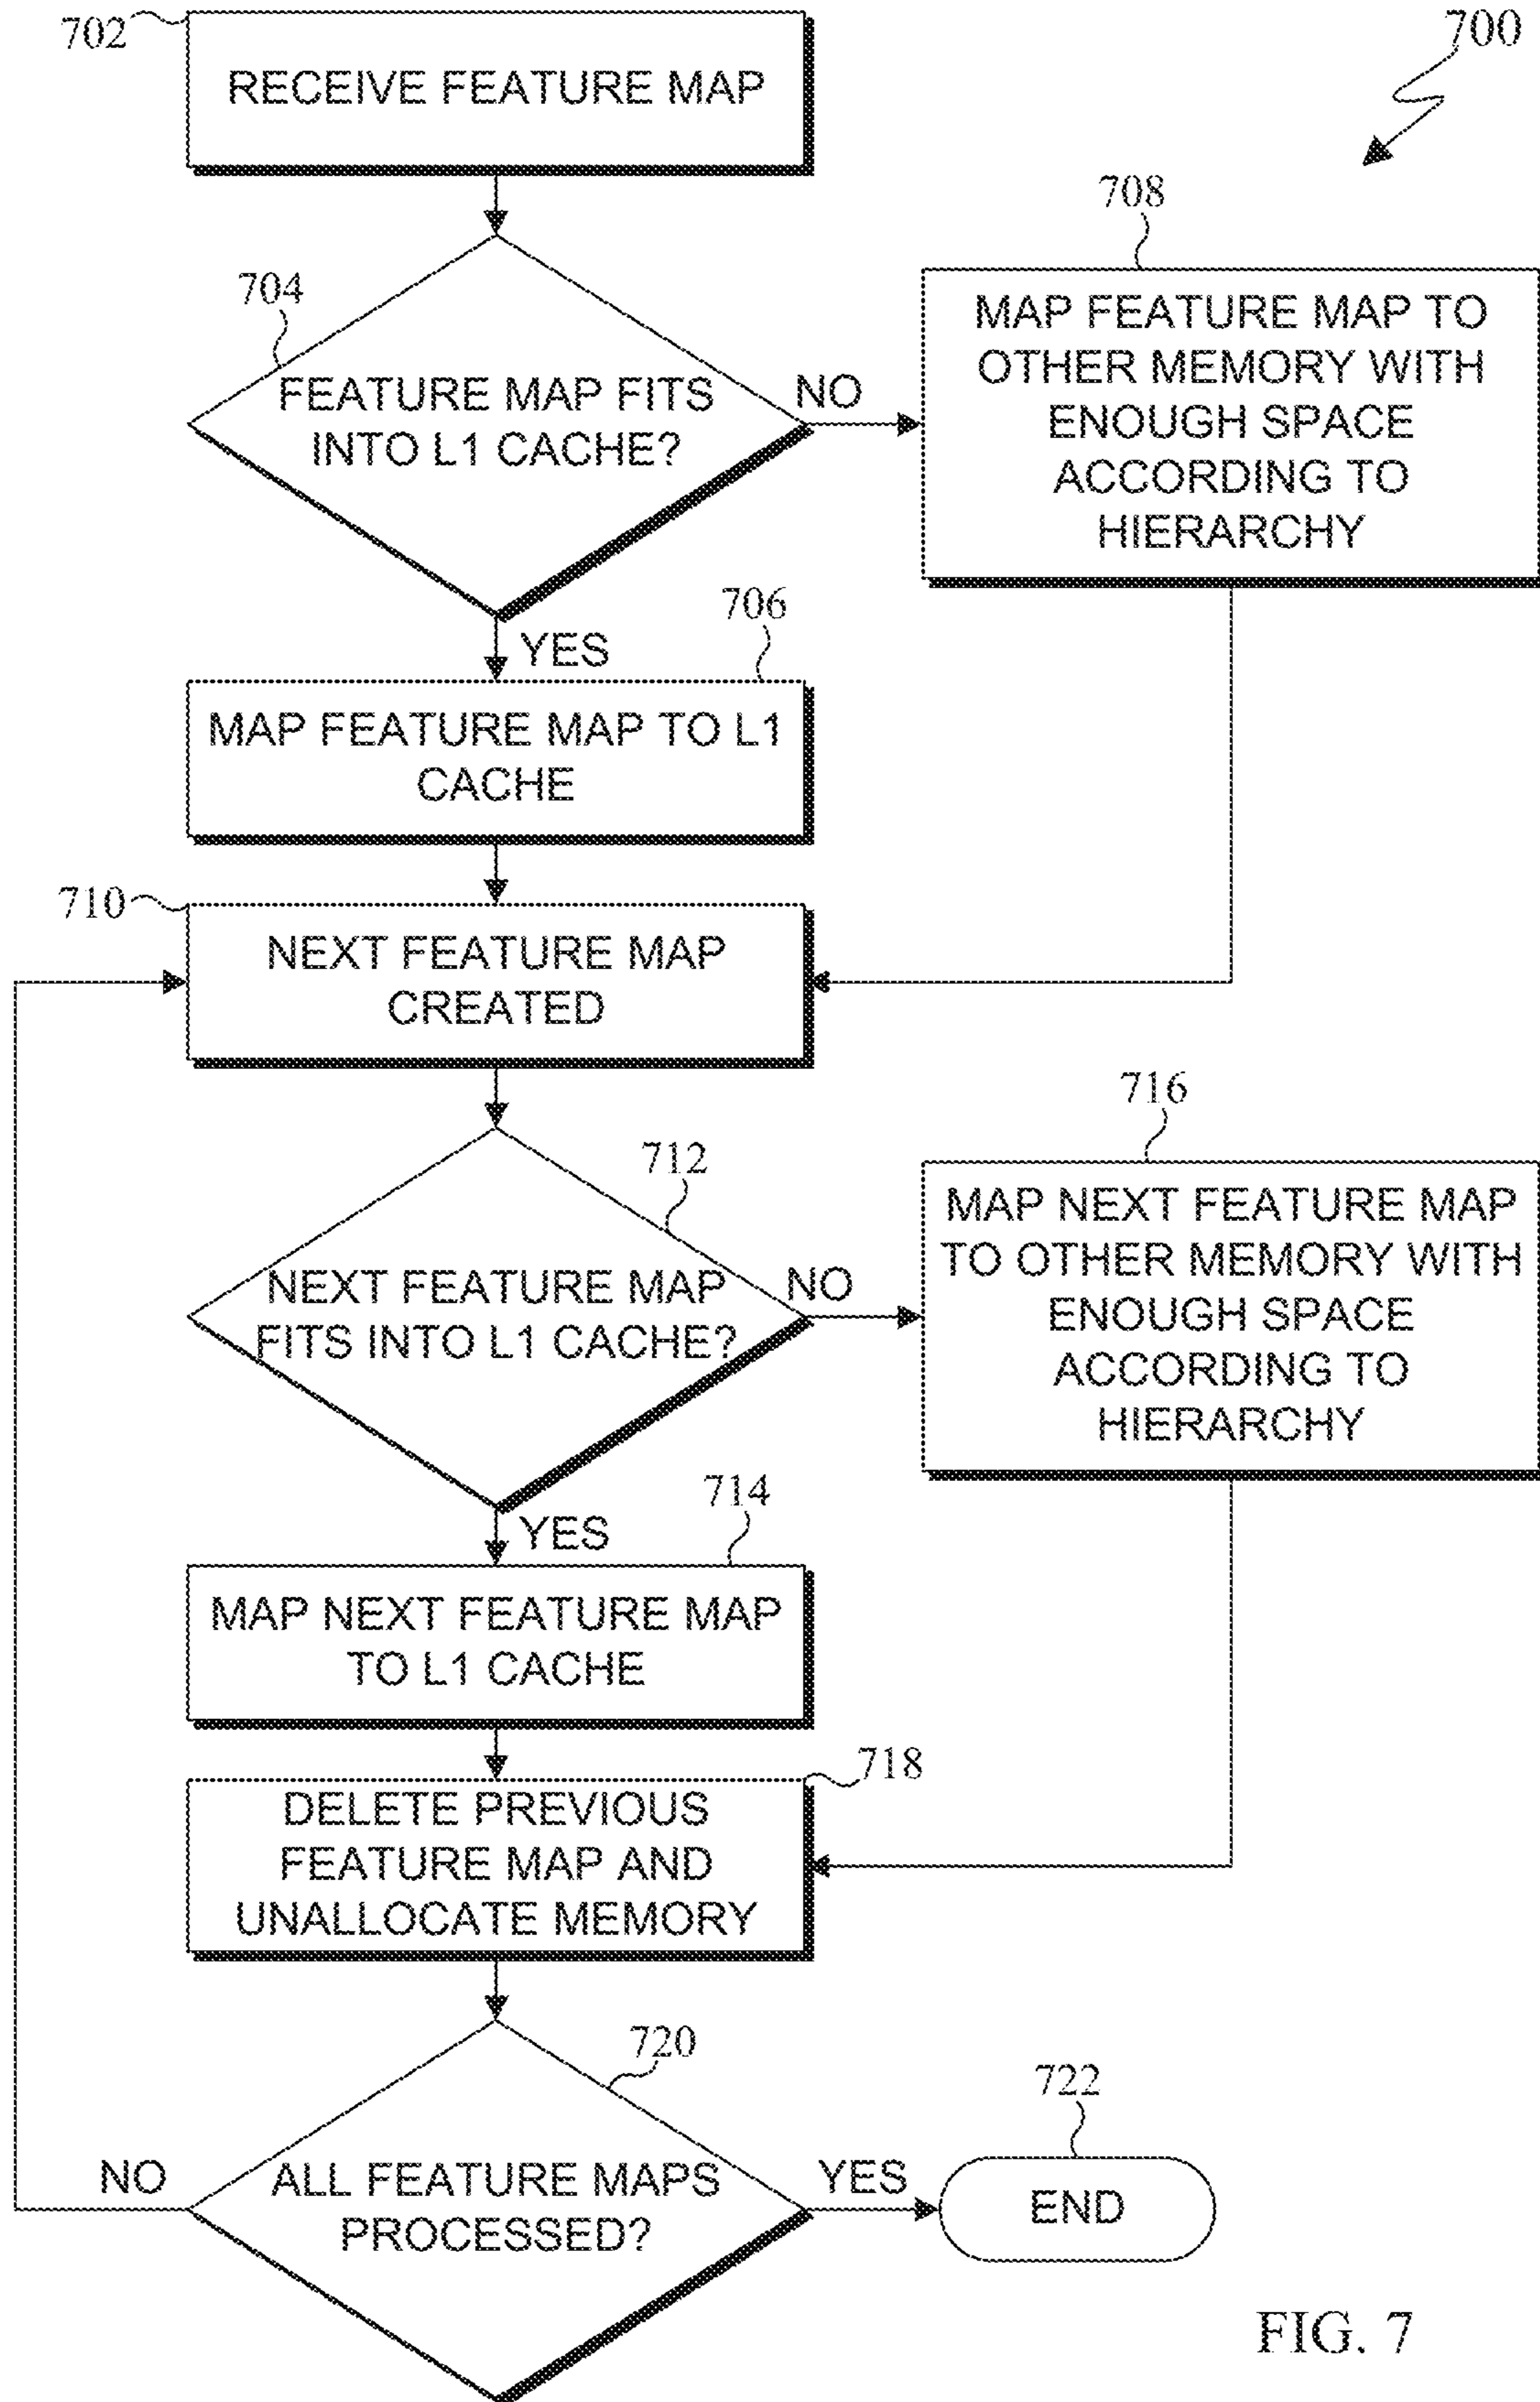 700
702
RECEIVE FEATURE MAP
704
FEATURE MAP FITS
INTO L1 CACHE?
NO
YES
708
MAP FEATURE MAP TO
OTHER MEMORY WITH
ENOUGH SPACE
ACCORDING TO
HIERARCHY
706
MAP FEATURE MAP TO L1
CACHE
710
NEXT FEATURE MAP
CREATED
712
NEXT FEATURE MAP
FITS INTO L1 CACHE?
NO
YES
716
MAP NEXT FEATURE MAP
TO OTHER MEMORY WITH
ENOUGH SPACE
ACCORDING TO
HIERARCHY
714
MAP NEXT FEATURE MAP
TO L1 CACHE
718
DELETE PREVIOUS
FEATURE MAP AND
UNALLOCATE MEMORY
720
ALL FEATURE MAPS
PROCESSED?
NO
YES
722
END
FIG. 7